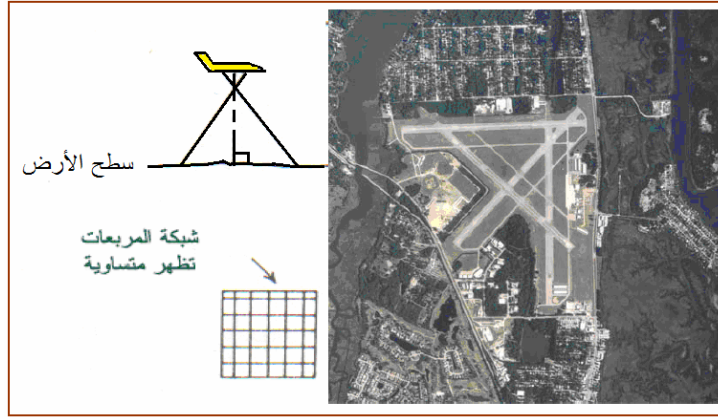 سطح الأرض
شبكة المربعات
تظهر متساوية